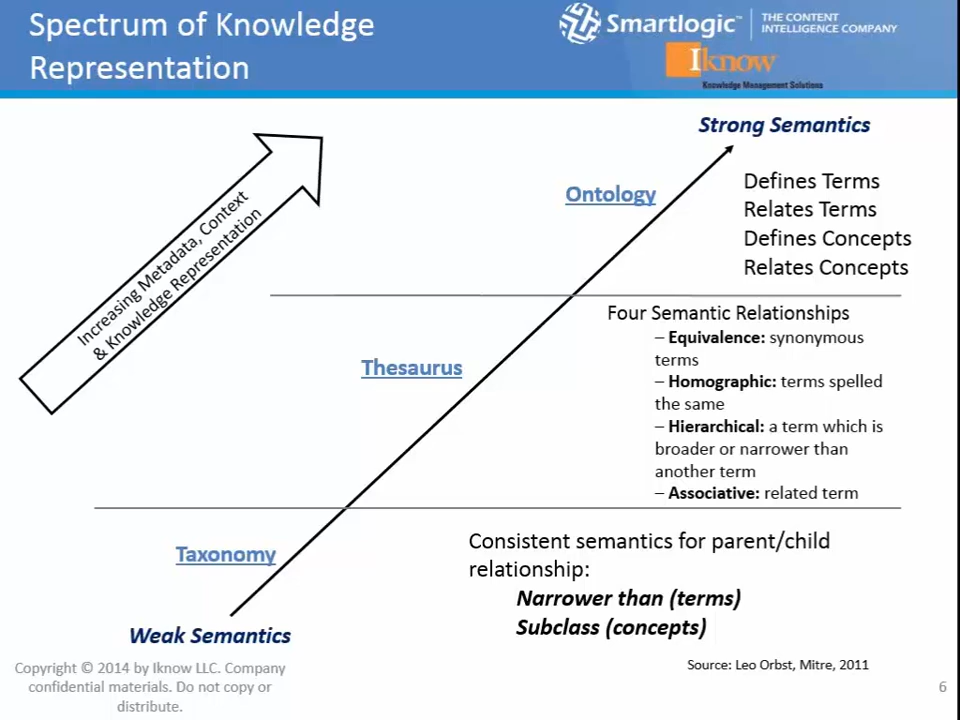 Spectrum of Knowledge
Representation
Smartlogic™
THE CONTENT
INTELLIGENCE COMPANY
Iknow
Knowledge Management Solutions
Strong Semantics
Increasing Metadata, Context
& Knowledge Representation
Ontology
Defines Terms
Relates Terms
Defines Concepts
Relates Concepts
Thesaurus
Four Semantic Relationships
– Equivalence: synonymous
terms
– Homographic: terms spelled
the same
– Hierarchical: a term which is
broader or narrower than
another term
– Associative: related term
Taxonomy
Consistent semantics for parent/child
relationship:
Narrower than (terms)
Subclass (concepts)
Weak Semantics
Source: Leo Orbst, Mitre, 2011
Copyright © 2014 by Iknow LLC. Company
confidential materials. Do not copy or
distribute.
6